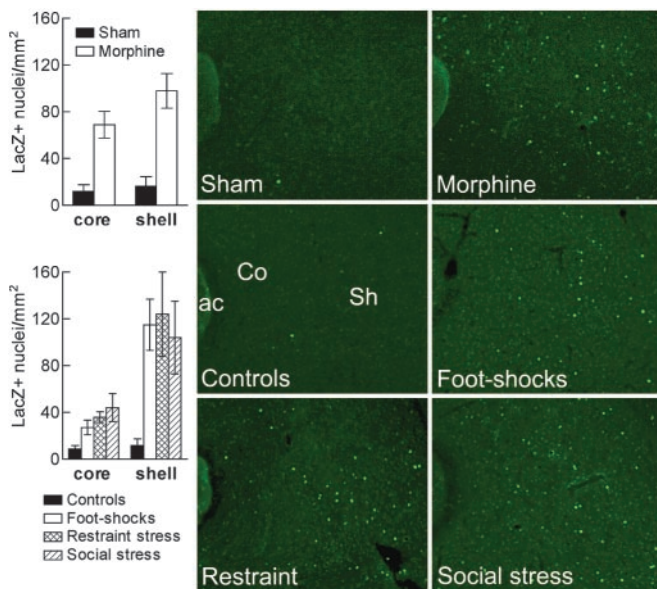 LacZ+ nuclei/mm²
160
120
80
40
0
Sham
Morphine
core shell
Sham
Morphine
LacZ+ nuclei/mm²
160
120
80
40
0
core shell
Controls
Foot-shocks
Restraint stress
Social stress
Co
ac
Sh
Controls
Foot-shocks
Restraint
Social stress